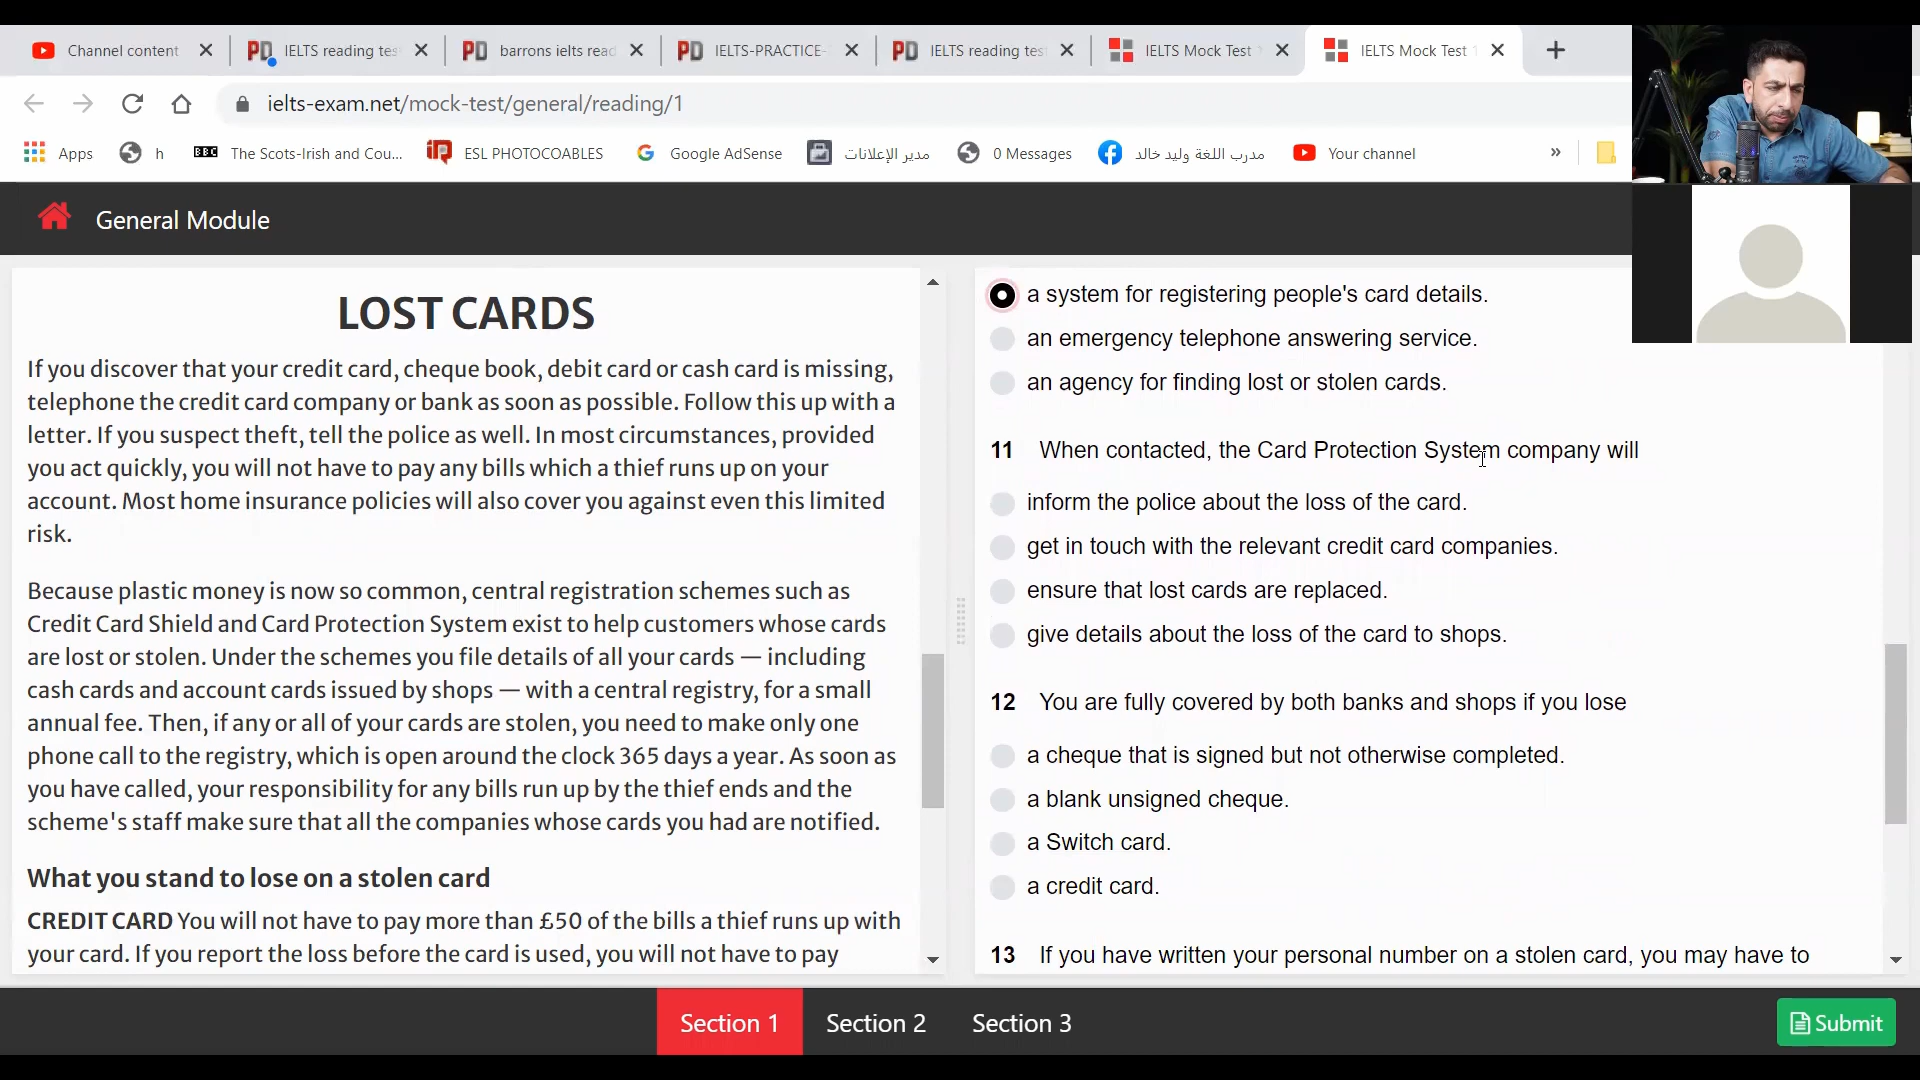 Channel content
IELTS reading tes
barrons ielts read
IELTS-PRACTICE-
IELTS reading tes
IELTS Mock Test 1
IELTS Mock Test 1
ielts-exam.net/mock-test/general/reading/1
Apps
h
BBC
The Scots-Irish and Cou...
ESL PHOTOCOABLES
Google AdSense
مدير الإعلانات
0 Messages
مدرب اللغة وليد خالد
Your channel
»
General Module
LOST CARDS
If you discover that your credit card, cheque book, debit card or cash card is missing,
telephone the credit card company or bank as soon as possible. Follow this up with a
letter. If you suspect theft, tell the police as well. In most circumstances, provided
you act quickly, you will not have to pay any bills which a thief runs up on your
account. Most home insurance policies will also cover you against even this limited
risk.
Because plastic money is now so common, central registration schemes such as
Credit Card Shield and Card Protection System exist to help customers whose cards
are lost or stolen. Under the schemes you file details of all your cards — including
cash cards and account cards issued by shops — with a central registry, for a small
annual fee. Then, if any or all of your cards are stolen, you need to make only one
phone call to the registry, which is open around the clock 365 days a year. As soon as
you have called, your responsibility for any bills run up by the thief ends and the
scheme's staff make sure that all the companies whose cards you had are notified.
What you stand to lose on a stolen card
CREDIT CARD You will not have to pay more than £50 of the bills a thief runs up with
your card. If you report the loss before the card is used, you will not have to pay
a system for registering people's card details.
an emergency telephone answering service.
an agency for finding lost or stolen cards.
11 When contacted, the Card Protection System company will
inform the police about the loss of the card.
get in touch with the relevant credit card companies.
ensure that lost cards are replaced.
give details about the loss of the card to shops.
12 You are fully covered by both banks and shops if you lose
a cheque that is signed but not otherwise completed.
a blank unsigned cheque.
a Switch card.
a credit card.
13 If you have written your personal number on a stolen card, you may have to
Section 1
Section 2
Section 3
Submit